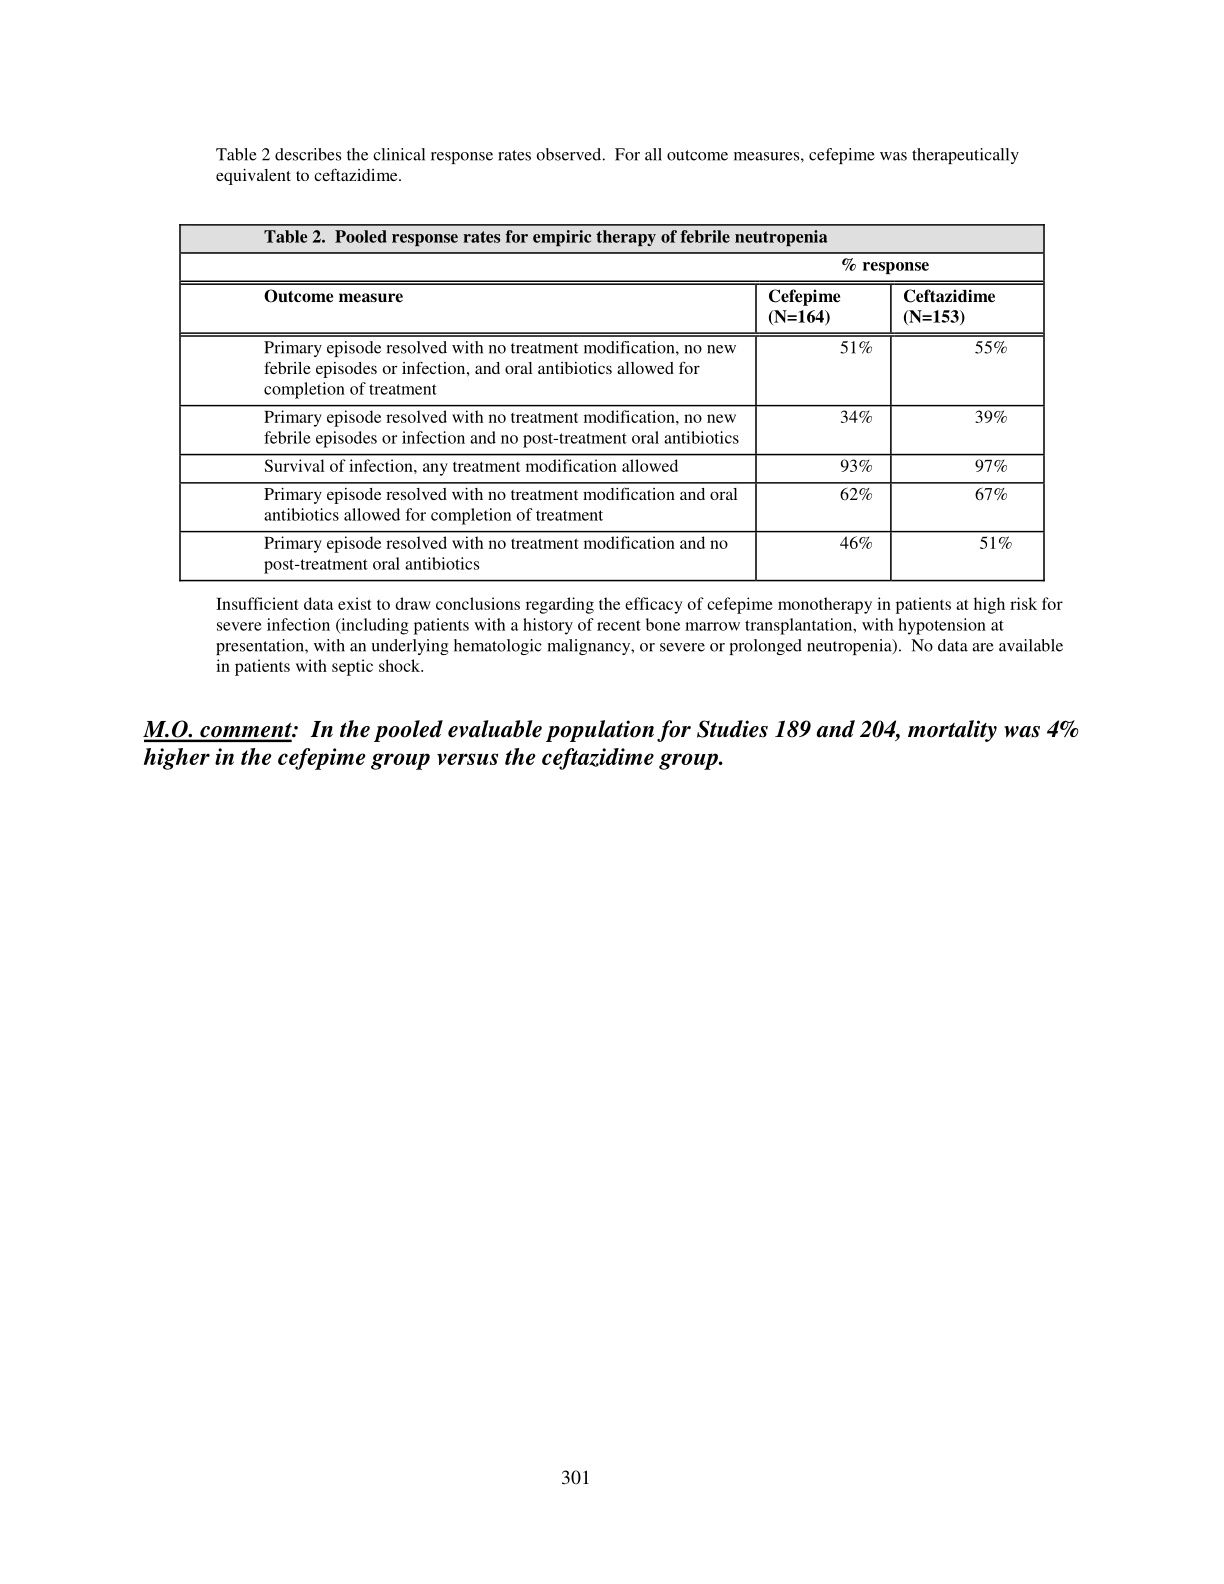 Table 2 describes the clinical response rates observed.  For all outcome measures, cefepime was therapeutically
equivalent to ceftazidime.
Table 2.  Pooled response rates for empiric therapy of febrile neutropenia
% response
Outcome measure
Cefepime
(N=164)
Ceftazidime
(N=153)
Primary episode resolved with no treatment modification, no new
febrile episodes or infection, and oral antibiotics allowed for
completion of treatment
51%
55%
Primary episode resolved with no treatment modification, no new
febrile episodes or infection and no post-treatment oral antibiotics
34%
39%
Survival of infection, any treatment modification allowed
93%
97%
Primary episode resolved with no treatment modification and oral
antibiotics allowed for completion of treatment
62%
67%
Primary episode resolved with no treatment modification and no
post-treatment oral antibiotics
46%
51%
Insufficient data exist to draw conclusions regarding the efficacy of cefepime monotherapy in patients at high risk for
severe infection (including patients with a history of recent bone marrow transplantation, with hypotension at
presentation, with an underlying hematologic malignancy, or severe or prolonged neutropenia).  No data are available
in patients with septic shock.
M.O. comment:  In the pooled evaluable population for Studies 189 and 204, mortality was 4%
higher in the cefepime group versus the ceftazidime group.
301